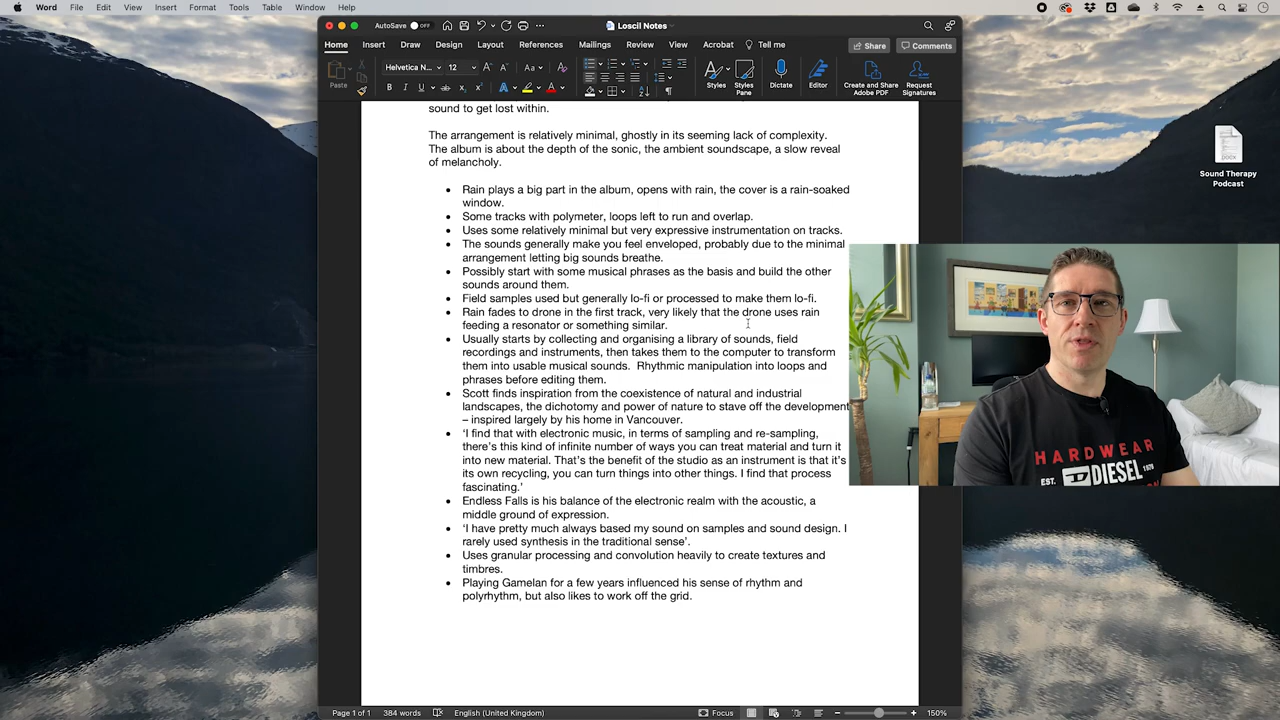 Word File Edit View Insert Format Tools Table Window Help
AutoSave OFF Loscil Notes
Home Insert Draw Design Layout References Mailings Review View Acrobat Tell me Share Comments
Paste Helvetica N... 12 Styles Styles Pane Dictate Editor Create and Share Adobe PDF Request Signatures
sound to get lost within.
The arrangement is relatively minimal, ghostly in its seeming lack of complexity.
The album is about the depth of the sonic, the ambient soundscape, a slow reveal
of melancholy.
• Rain plays a big part in the album, opens with rain, the cover is a rain-soaked
window.
• Some tracks with polymeter, loops left to run and overlap.
• Uses some relatively minimal but very expressive instrumentation on tracks.
• The sounds generally make you feel enveloped, probably due to the minimal
arrangement letting big sounds breathe.
• Possibly start with some musical phrases as the basis and build the other
sounds around them.
• Field samples used but generally lo-fi or processed to make them lo-fi.
• Rain fades to drone in the first track, very likely that the drone uses rain
feeding a resonator or something similar.
• Usually starts by collecting and organising a library of sounds, field
recordings and instruments, then takes them to the computer to transform
them into usable musical sounds. Rhythmic manipulation into loops and
phrases before editing them.
• Scott finds inspiration from the coexistence of natural and industrial
landscapes, the dichotomy and power of nature to stave off the development
– inspired largely by his home in Vancouver.
• ‘I find that with electronic music, in terms of sampling and re-sampling,
there’s this kind of infinite number of ways you can treat material and turn it
into new material. That’s the benefit of the studio as an instrument is that it’s
its own recycling, you can turn things into other things. I find that process
fascinating.’
• Endless Falls is his balance of the electronic realm with the acoustic, a
middle ground of expression.
• ‘I have pretty much always based my sound on samples and sound design. I
rarely used synthesis in the traditional sense’.
• Uses granular processing and convolution heavily to create textures and
timbres.
• Playing Gamelan for a few years influenced his sense of rhythm and
polyrhythm, but also likes to work off the grid.
Page 1 of 1 384 words English (United Kingdom) Focus 150%
Sound Therapy
Podcast
HARDWEAR
EST. DIESEL 1978